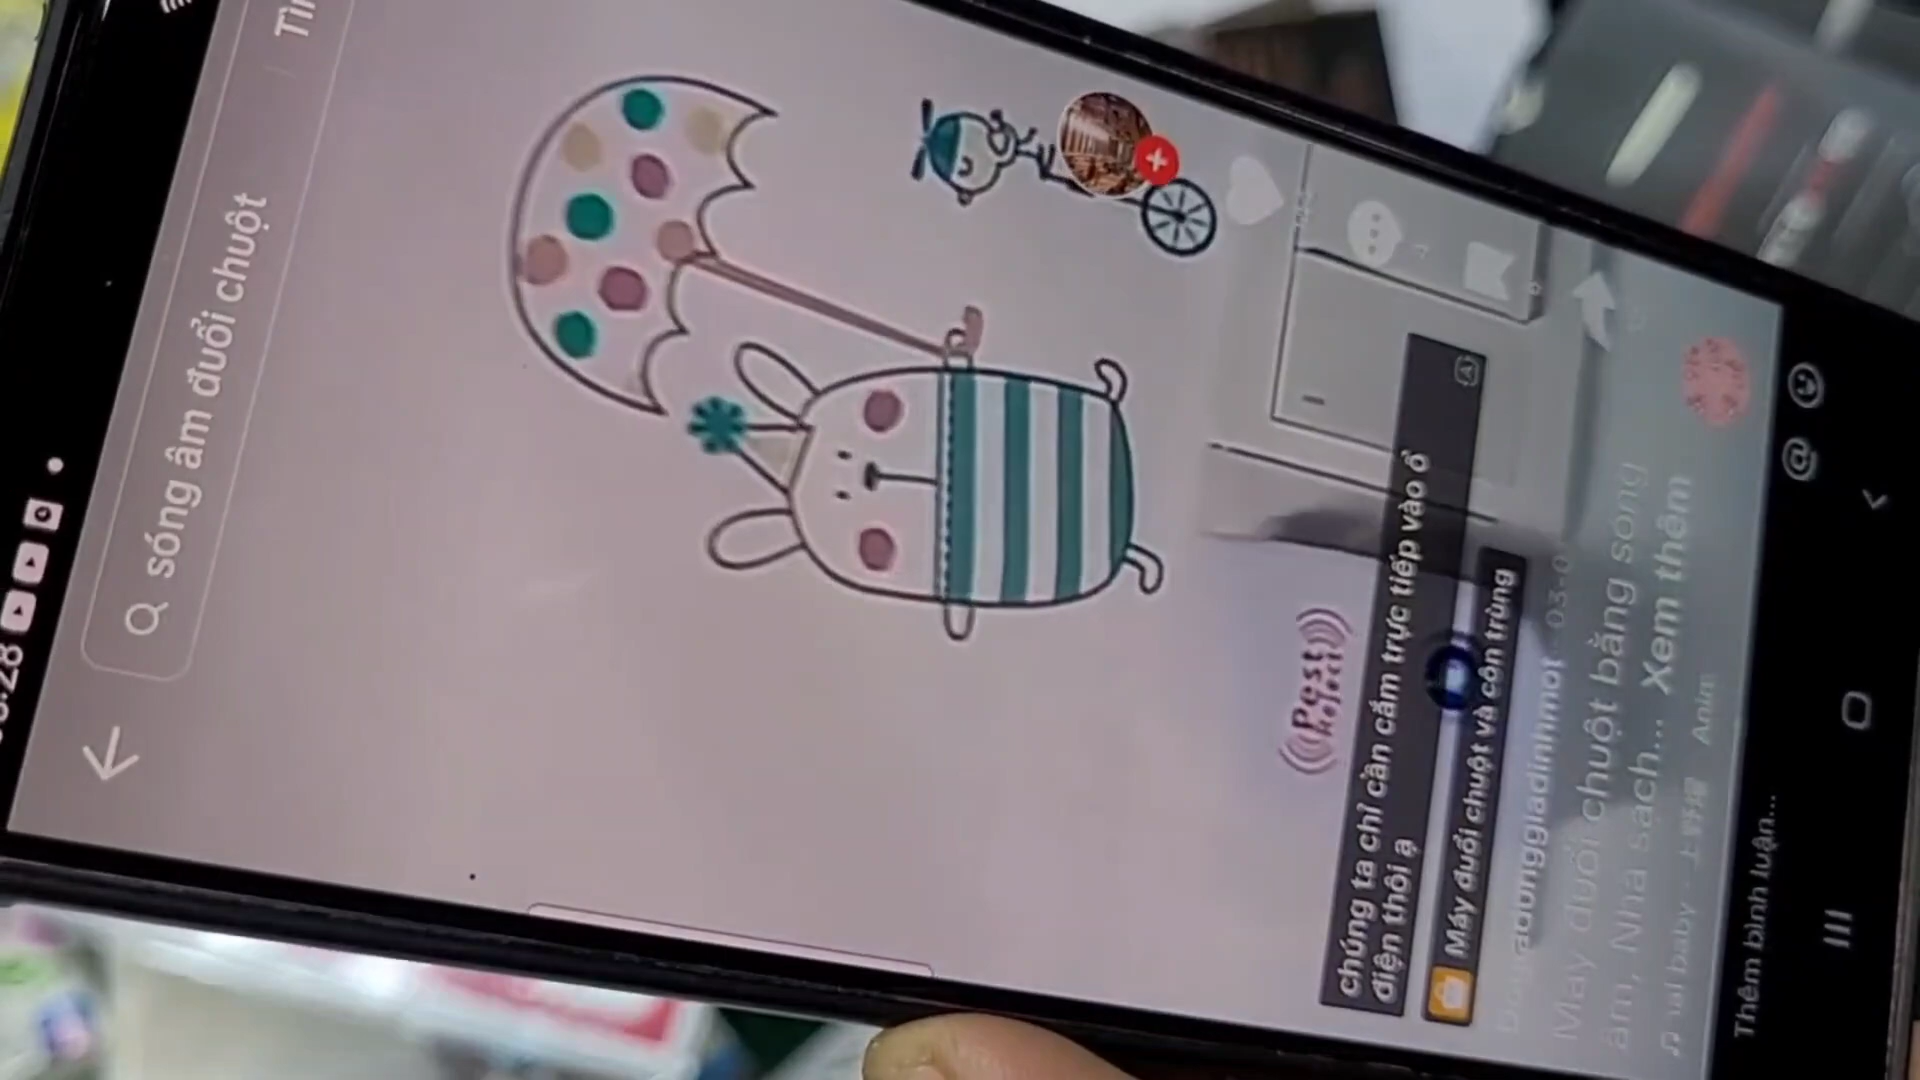 sóng âm đuổi chuột
Pest
Reject
chúng ta chỉ cần cắm trực tiếp vào ổ
điện thôi ạ
Máy đuổi chuột và côn trùng
Máy đuổi chuột bằng sóng
âm, Nhà sạch... Xem thêm
Thêm bình luận...